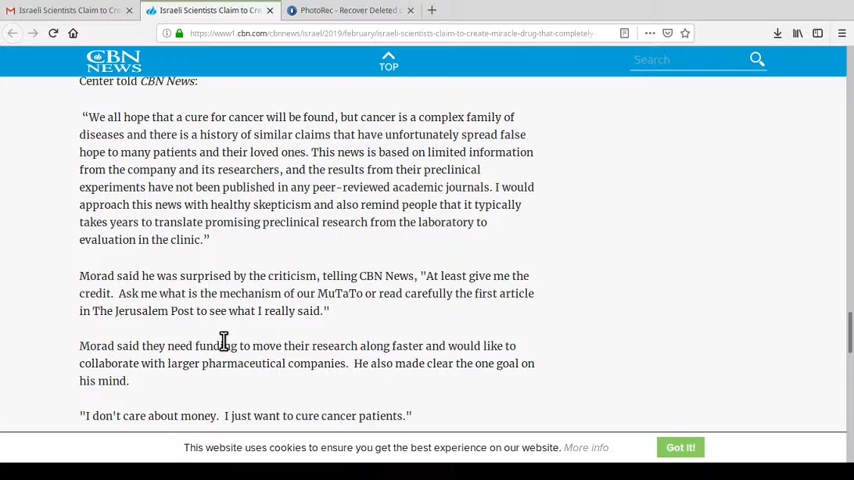 Israeli Scientists Claim to Cre
Israeli Scientists Claim to Cre
PhotoRec - Recover Deleted
https://www1.cbn.com/cbnnews/israel/2019/february/israeli-scientists-claim-to-create-miracle-drug-that-completely-
CBN NEWS
TOP
Search
Center told CBN News:
“We all hope that a cure for cancer will be found, but cancer is a complex family of
diseases and there is a history of similar claims that have unfortunately spread false
hope to many patients and their loved ones. This news is based on limited information
from the company and its researchers, and the results from their preclinical
experiments have not been published in any peer-reviewed academic journals. I would
approach this news with healthy skepticism and also remind people that it typically
takes years to translate promising preclinical research from the laboratory to
evaluation in the clinic.”
Morad said he was surprised by the criticism, telling CBN News, "At least give me the
credit.  Ask me what is the mechanism of our MuTaTo or read carefully the first article
in The Jerusalem Post to see what I really said."
Morad said they need funding to move their research along faster and would like to
collaborate with larger pharmaceutical companies.  He also made clear the one goal on
his mind.
"I don't care about money.  I just want to cure cancer patients."
This website uses cookies to ensure you get the best experience on our website. More info
Got it!